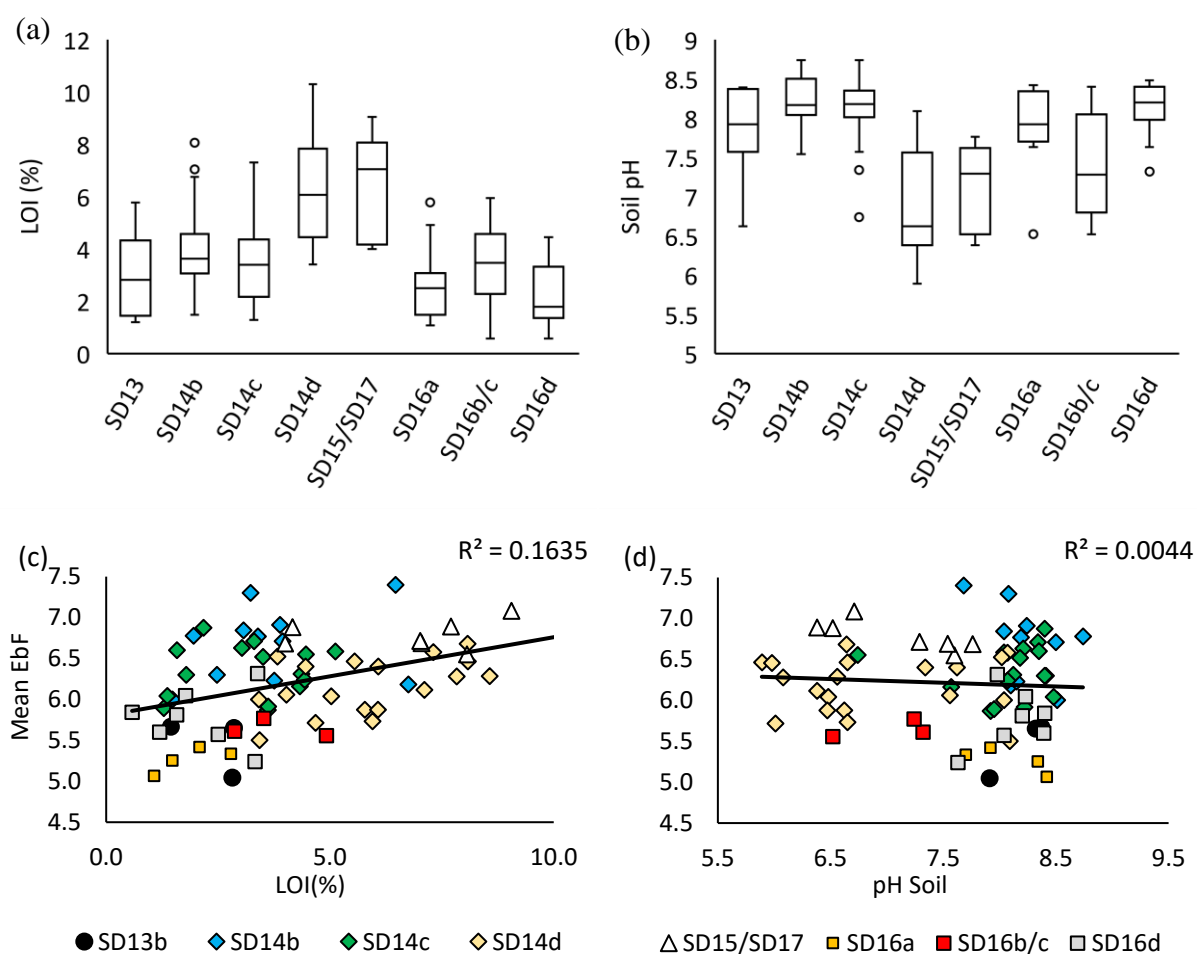 (a)
LOI (%)
12
10
8
6
4
2
0
SD13
SD14b
SD14c
SD14d
SD15/SD17
SD16a
SD16b/c
SD16d
(b)
Soil pH
9
8.5
8
7.5
7
6.5
6
5.5
5
SD13
SD14b
SD14c
SD14d
SD15/SD17
SD16a
SD16b/c
SD16d
(c)
R² = 0.1635
Mean EbF
7.5
7.0
6.5
6.0
5.5
5.0
4.5
0.0 5.0 10.0
LOI(%)
(d)
R² = 0.0044
7.5
7.0
6.5
6.0
5.5
5.0
4.5
5.5 6.5 7.5 8.5 9.5
pH Soil
SD13b SD14b SD14c SD14d SD15/SD17 SD16a SD16b/c SD16d